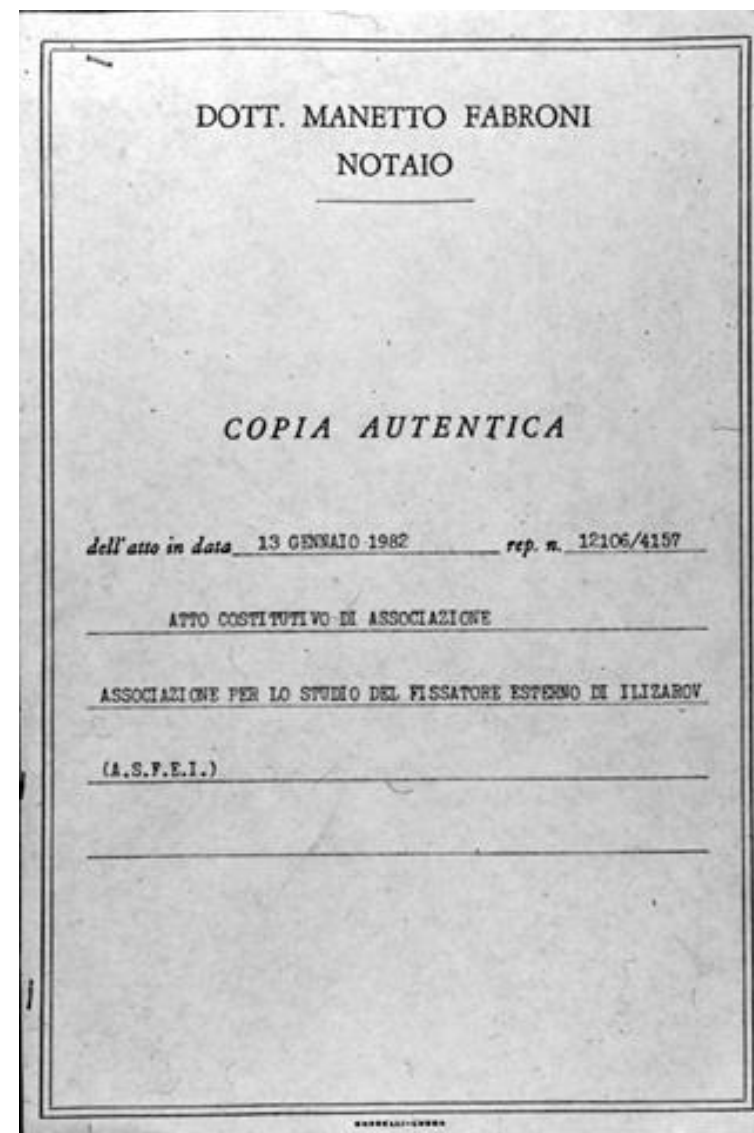 DOTT. MANETTO FABRONI
NOTAIO
COPIA AUTENTICA
dell'atto in data 13 GENNAIO 1982 rep. n. 12106/4157
ATTO COSTITUTIVO DI ASSOCIAZIONE
ASSOCIAZIONE PER LO STUDIO DEL FISSATORE ESTERNO DI ILIZAROV
(A.S.F.E.I.)